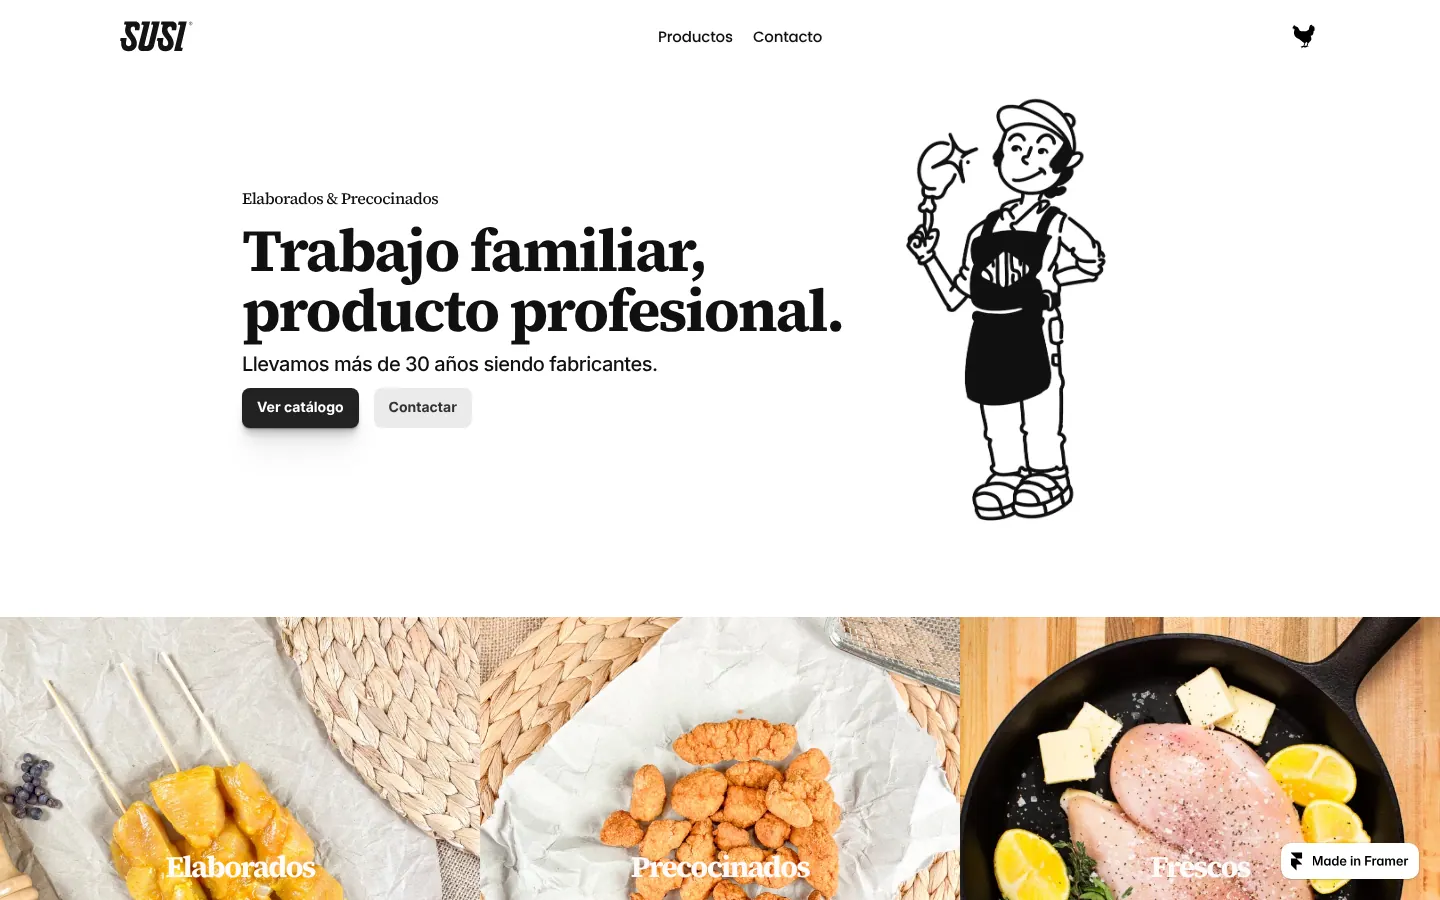 SUSI®
Productos
Contacto
Elaborados & Precocinados
Trabajo familiar,
producto profesional.
Llevamos más de 30 años siendo fabricantes.
Ver catálogo
Contactar
Elaborados
Precocinados
Frescos
Made in Framer